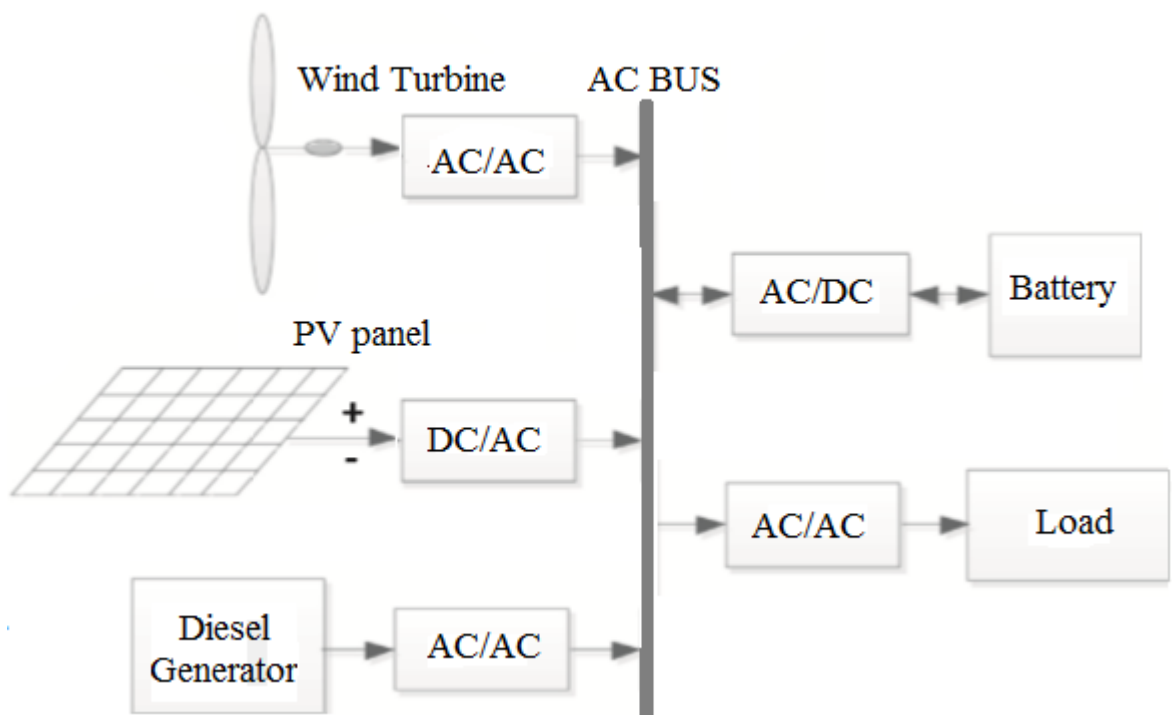 Wind Turbine
AC BUS
AC/AC
AC/DC
Battery
PV panel
+
-
DC/AC
AC/AC
Load
Diesel
Generator
AC/AC